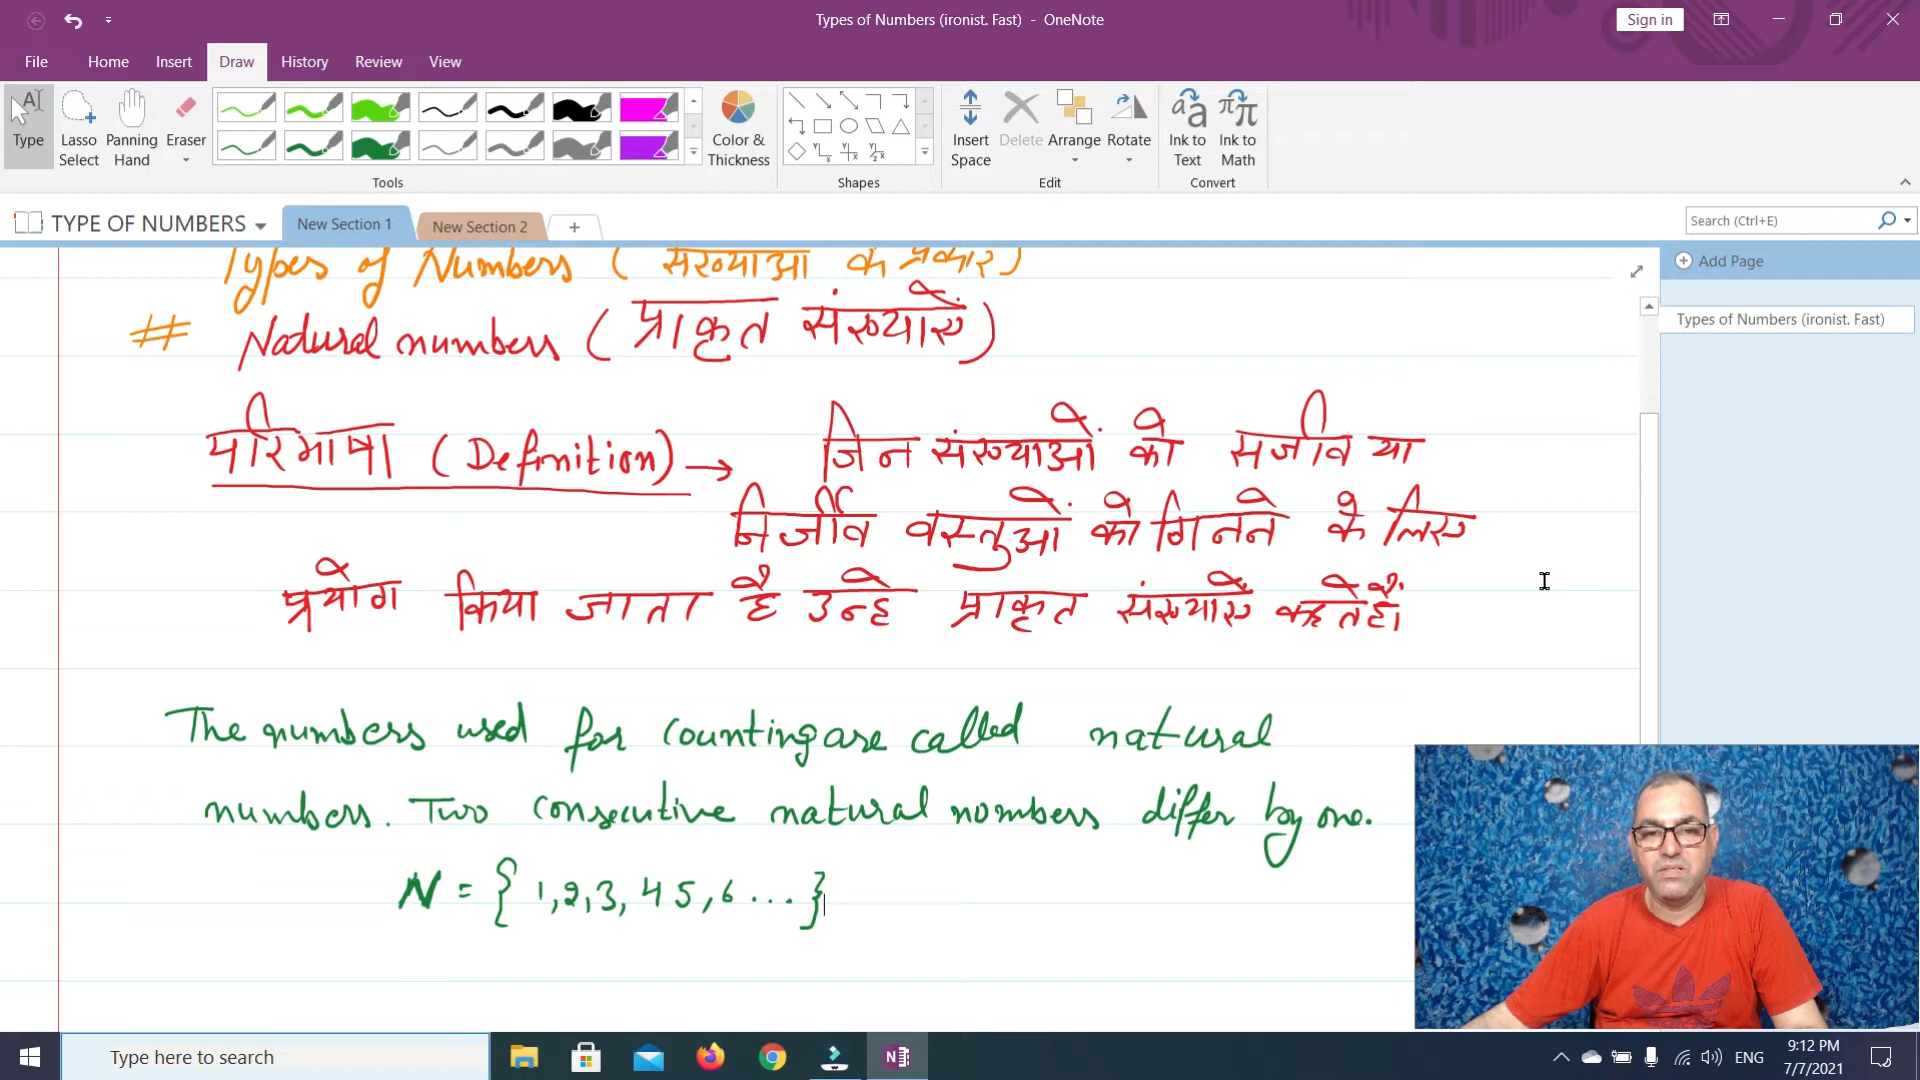 Types of Numbers (ironist. Fast) - OneNote
Sign in
File Home Insert Draw History Review View
Type
Lasso Select
Panning Hand
Eraser
Color & Thickness
Insert Space
Delete
Arrange
Rotate
Ink to Text
Ink to Math
Tools
Shapes
Edit
Convert
TYPE OF NUMBERS
New Section 1
New Section 2
+
Search (Ctrl+E)
Add Page
Types of Numbers (ironist. Fast)
Types of Numbers ( संख्याओ के प्रकार )
# Natural numbers ( प्राकृत संख्याऐ )
परिभाषा ( Definition ) → जिन संख्याओं को सजीव या
निर्जीव वस्तुओं को गिनने के लिए
प्रयोग किया जाता है उन्हे प्राकृत संख्याऐं कहते हैं।
The numbers used for counting are called natural
numbers. Two consecutive natural nombers differ by one.
N = { 1,2,3, 4 5, 6 ... }
Type here to search
ENG
9:12 PM
7/7/2021